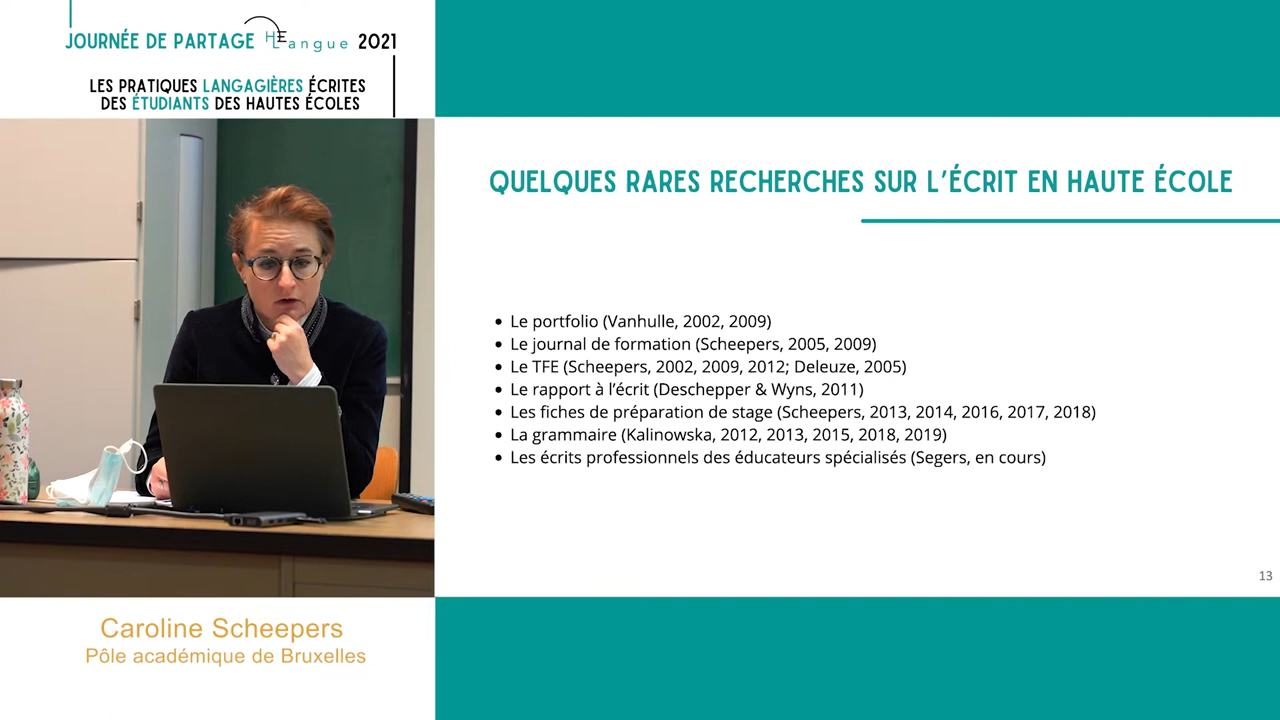 JOURNÉE DE PARTAGE HELangue 2021
LES PRATIQUES LANGAGIÈRES ÉCRITES
DES ÉTUDIANTS DES HAUTES ÉCOLES
QUELQUES RARES RECHERCHES SUR L'ÉCRIT EN HAUTE ÉCOLE
• Le portfolio (Vanhulle, 2002, 2009)
• Le journal de formation (Scheepers, 2005, 2009)
• Le TFE (Scheepers, 2002, 2009, 2012; Deleuze, 2005)
• Le rapport à l'écrit (Deschepper & Wyns, 2011)
• Les fiches de préparation de stage (Scheepers, 2013, 2014, 2016, 2017, 2018)
• La grammaire (Kalinowska, 2012, 2013, 2015, 2018, 2019)
• Les écrits professionnels des éducateurs spécialisés (Segers, en cours)
13
Caroline Scheepers
Pôle académique de Bruxelles